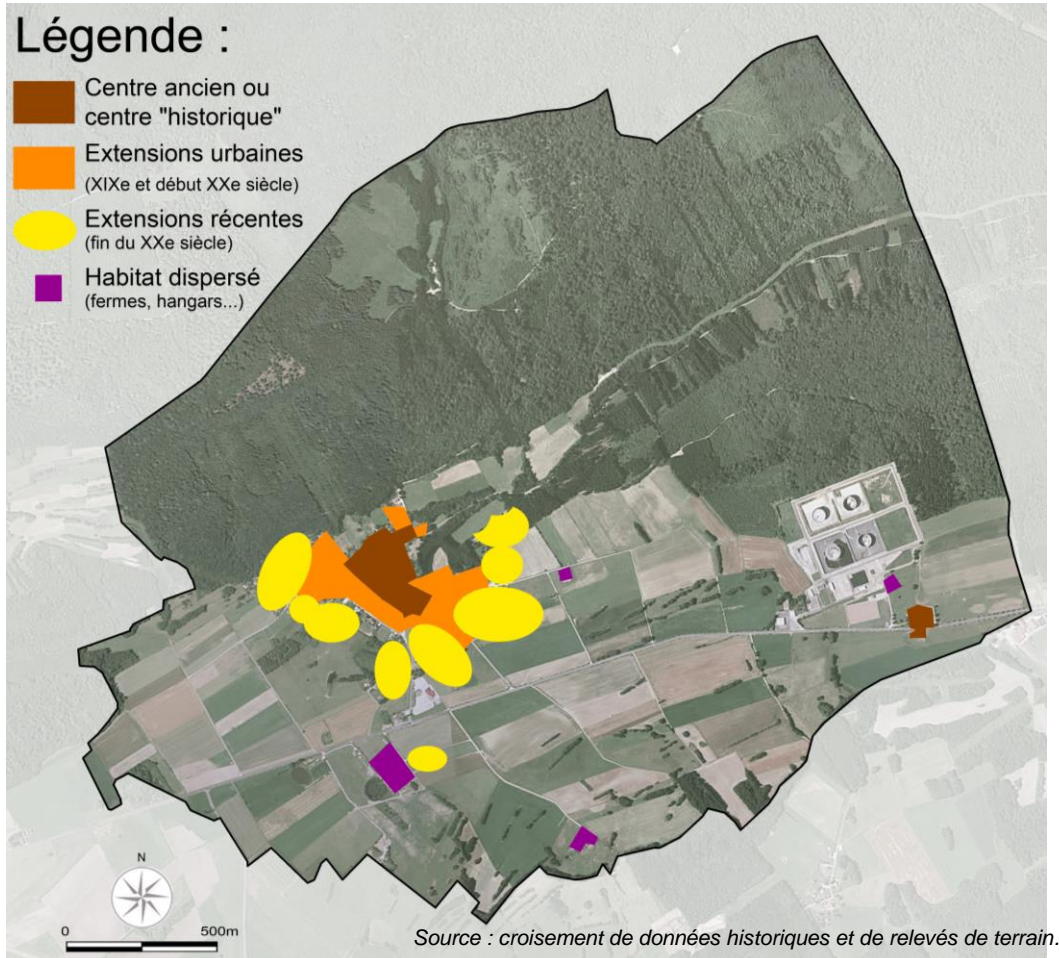 Légende :
Centre ancien ou
centre "historique"
Extensions urbaines
(XIXe et début XXe siècle)
Extensions récentes
(fin du XXe siècle)
Habitat dispersé
(fermes, hangars...)
N
0 500m
Source : croisement de données historiques et de relevés de terrain.